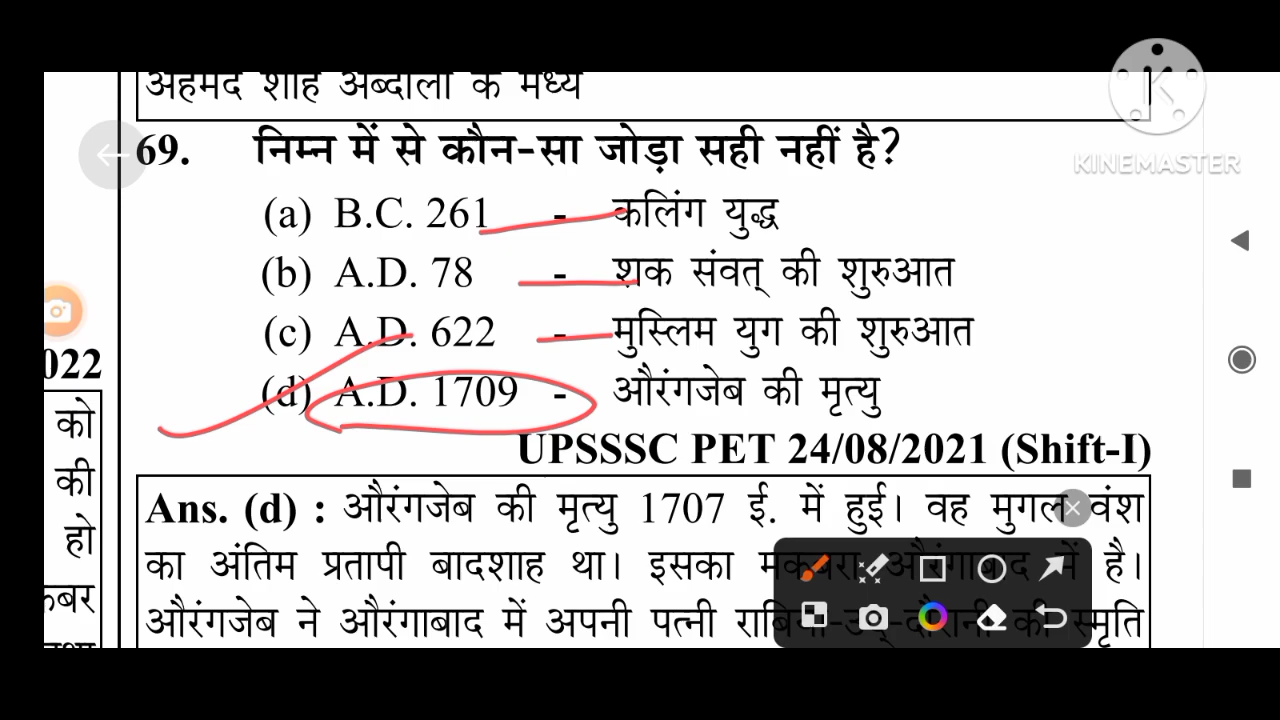 अहमद शाह अब्दाली के मध्य
69. निम्न में से कौन-सा जोड़ा सही नहीं है?
(a) B.C. 261 - कलिंग युद्ध
(b) A.D. 78 - शक संवत् की शुरुआत
(c) A.D. 622 - मुस्लिम युग की शुरुआत
(d) A.D. 1709 - औरंगजेब की मृत्यु
UPSSSC PET 24/08/2021 (Shift-I)
Ans. (d) : औरंगजेब की मृत्यु 1707 ई. में हुई। वह मुगल वंश
का अंतिम प्रतापी बादशाह था। इसका मकबरा औरंगाबाद में है।
औरंगजेब ने औरंगाबाद में अपनी पत्नी राबिया-उद्-दौरानी की स्मृति
022
को
की
हो
KINEMASTER